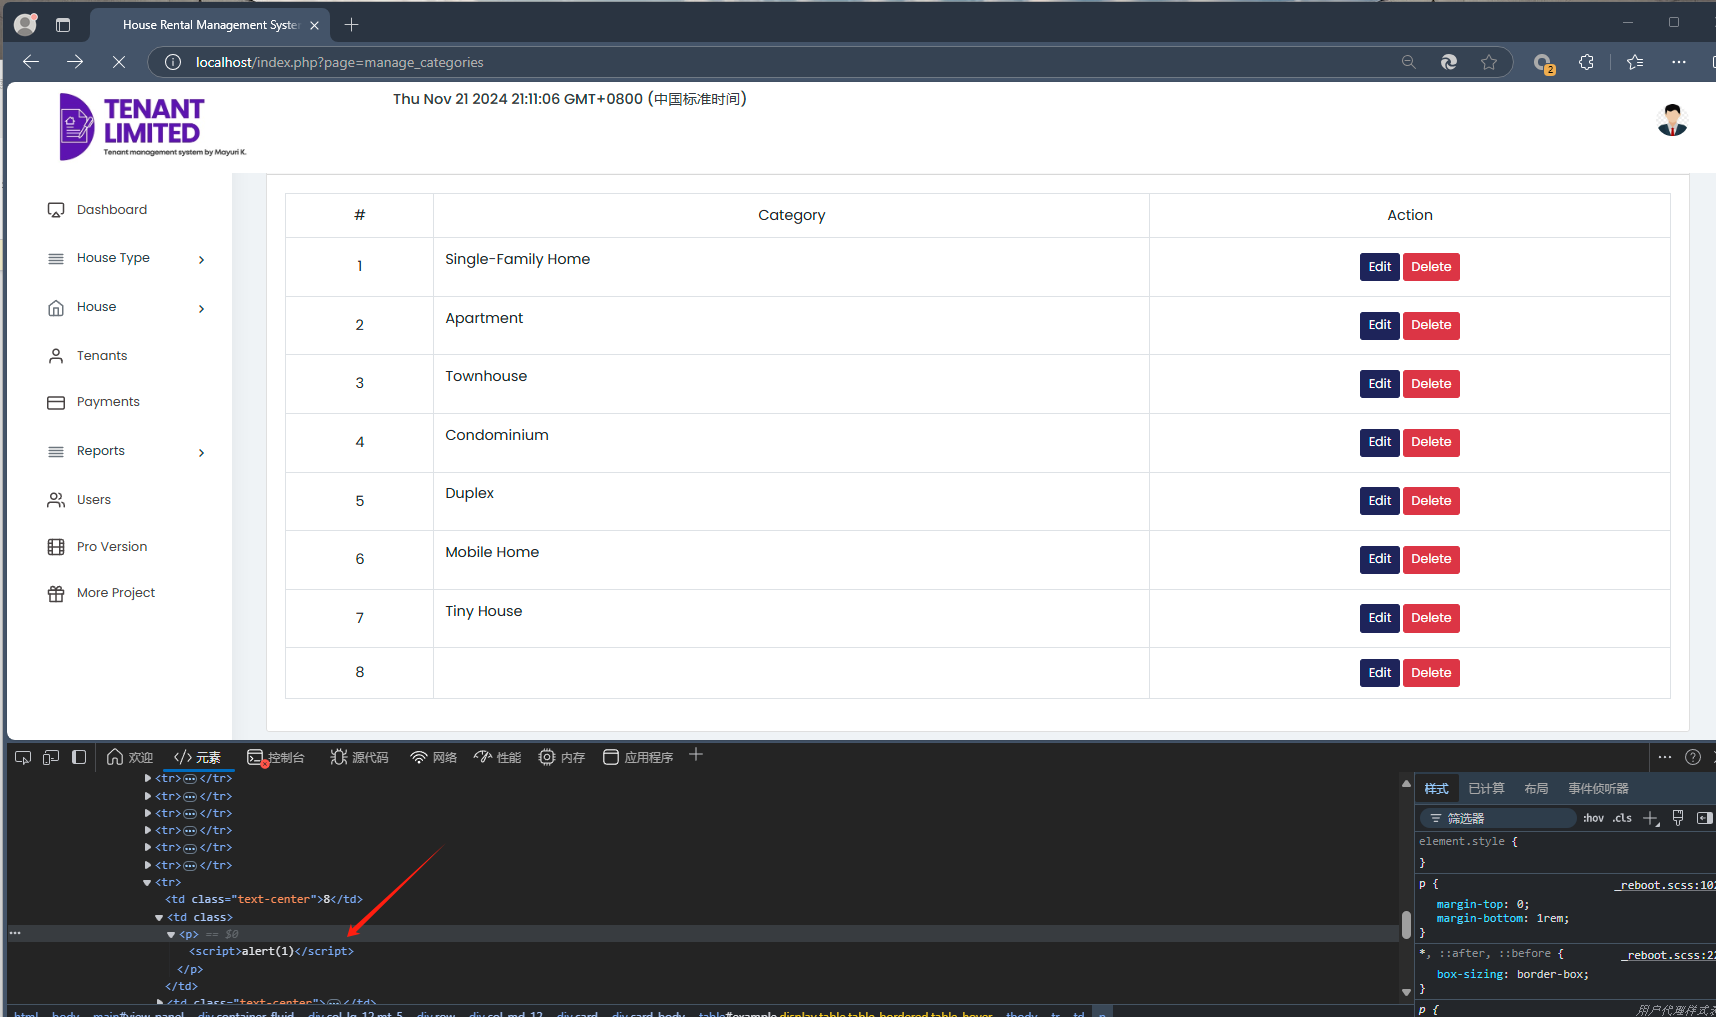 House Rental Management Syste
localhost/index.php?page=manage_categories
2
TENANT
LIMITED
Tenant management system by Mayuri K.
Thu Nov 21 2024 21:11:06 GMT+0800 (中国标准时间)
Dashboard
House Type
House
Tenants
Payments
Reports
Users
Pro Version
More Project
# Category Action
1 Single-Family Home Edit Delete
2 Apartment Edit Delete
3 Townhouse Edit Delete
4 Condominium Edit Delete
5 Duplex Edit Delete
6 Mobile Home Edit Delete
7 Tiny House Edit Delete
8 Edit Delete
欢迎 </> 元素 控制台 源代码 网络 性能 内存 应用程序
<tr>…</tr>
<tr>…</tr>
<tr>…</tr>
<tr>…</tr>
<tr>…</tr>
<tr>…</tr>
<tr>
<td class="text-center">8</td>
<td class>
<p> == $0
<script>alert(1)</script>
</p>
</td>
<td class="text-center">…</td>
html body main#view-panel div.container-fluid div.col-lg-12.mt-5 div.row div.col-md-12 div.card div.card-body table#example.display.table.table-bordered.table-hover tbody tr td p
样式 已计算 布局 事件侦听器
筛选器 :hov .cls
element.style {
}
p { _reboot.scss:102
margin-top: 0;
margin-bottom: 1rem;
}
*, ::after, ::before { _reboot.scss:22
box-sizing: border-box;
}
p { 用户代理样式表